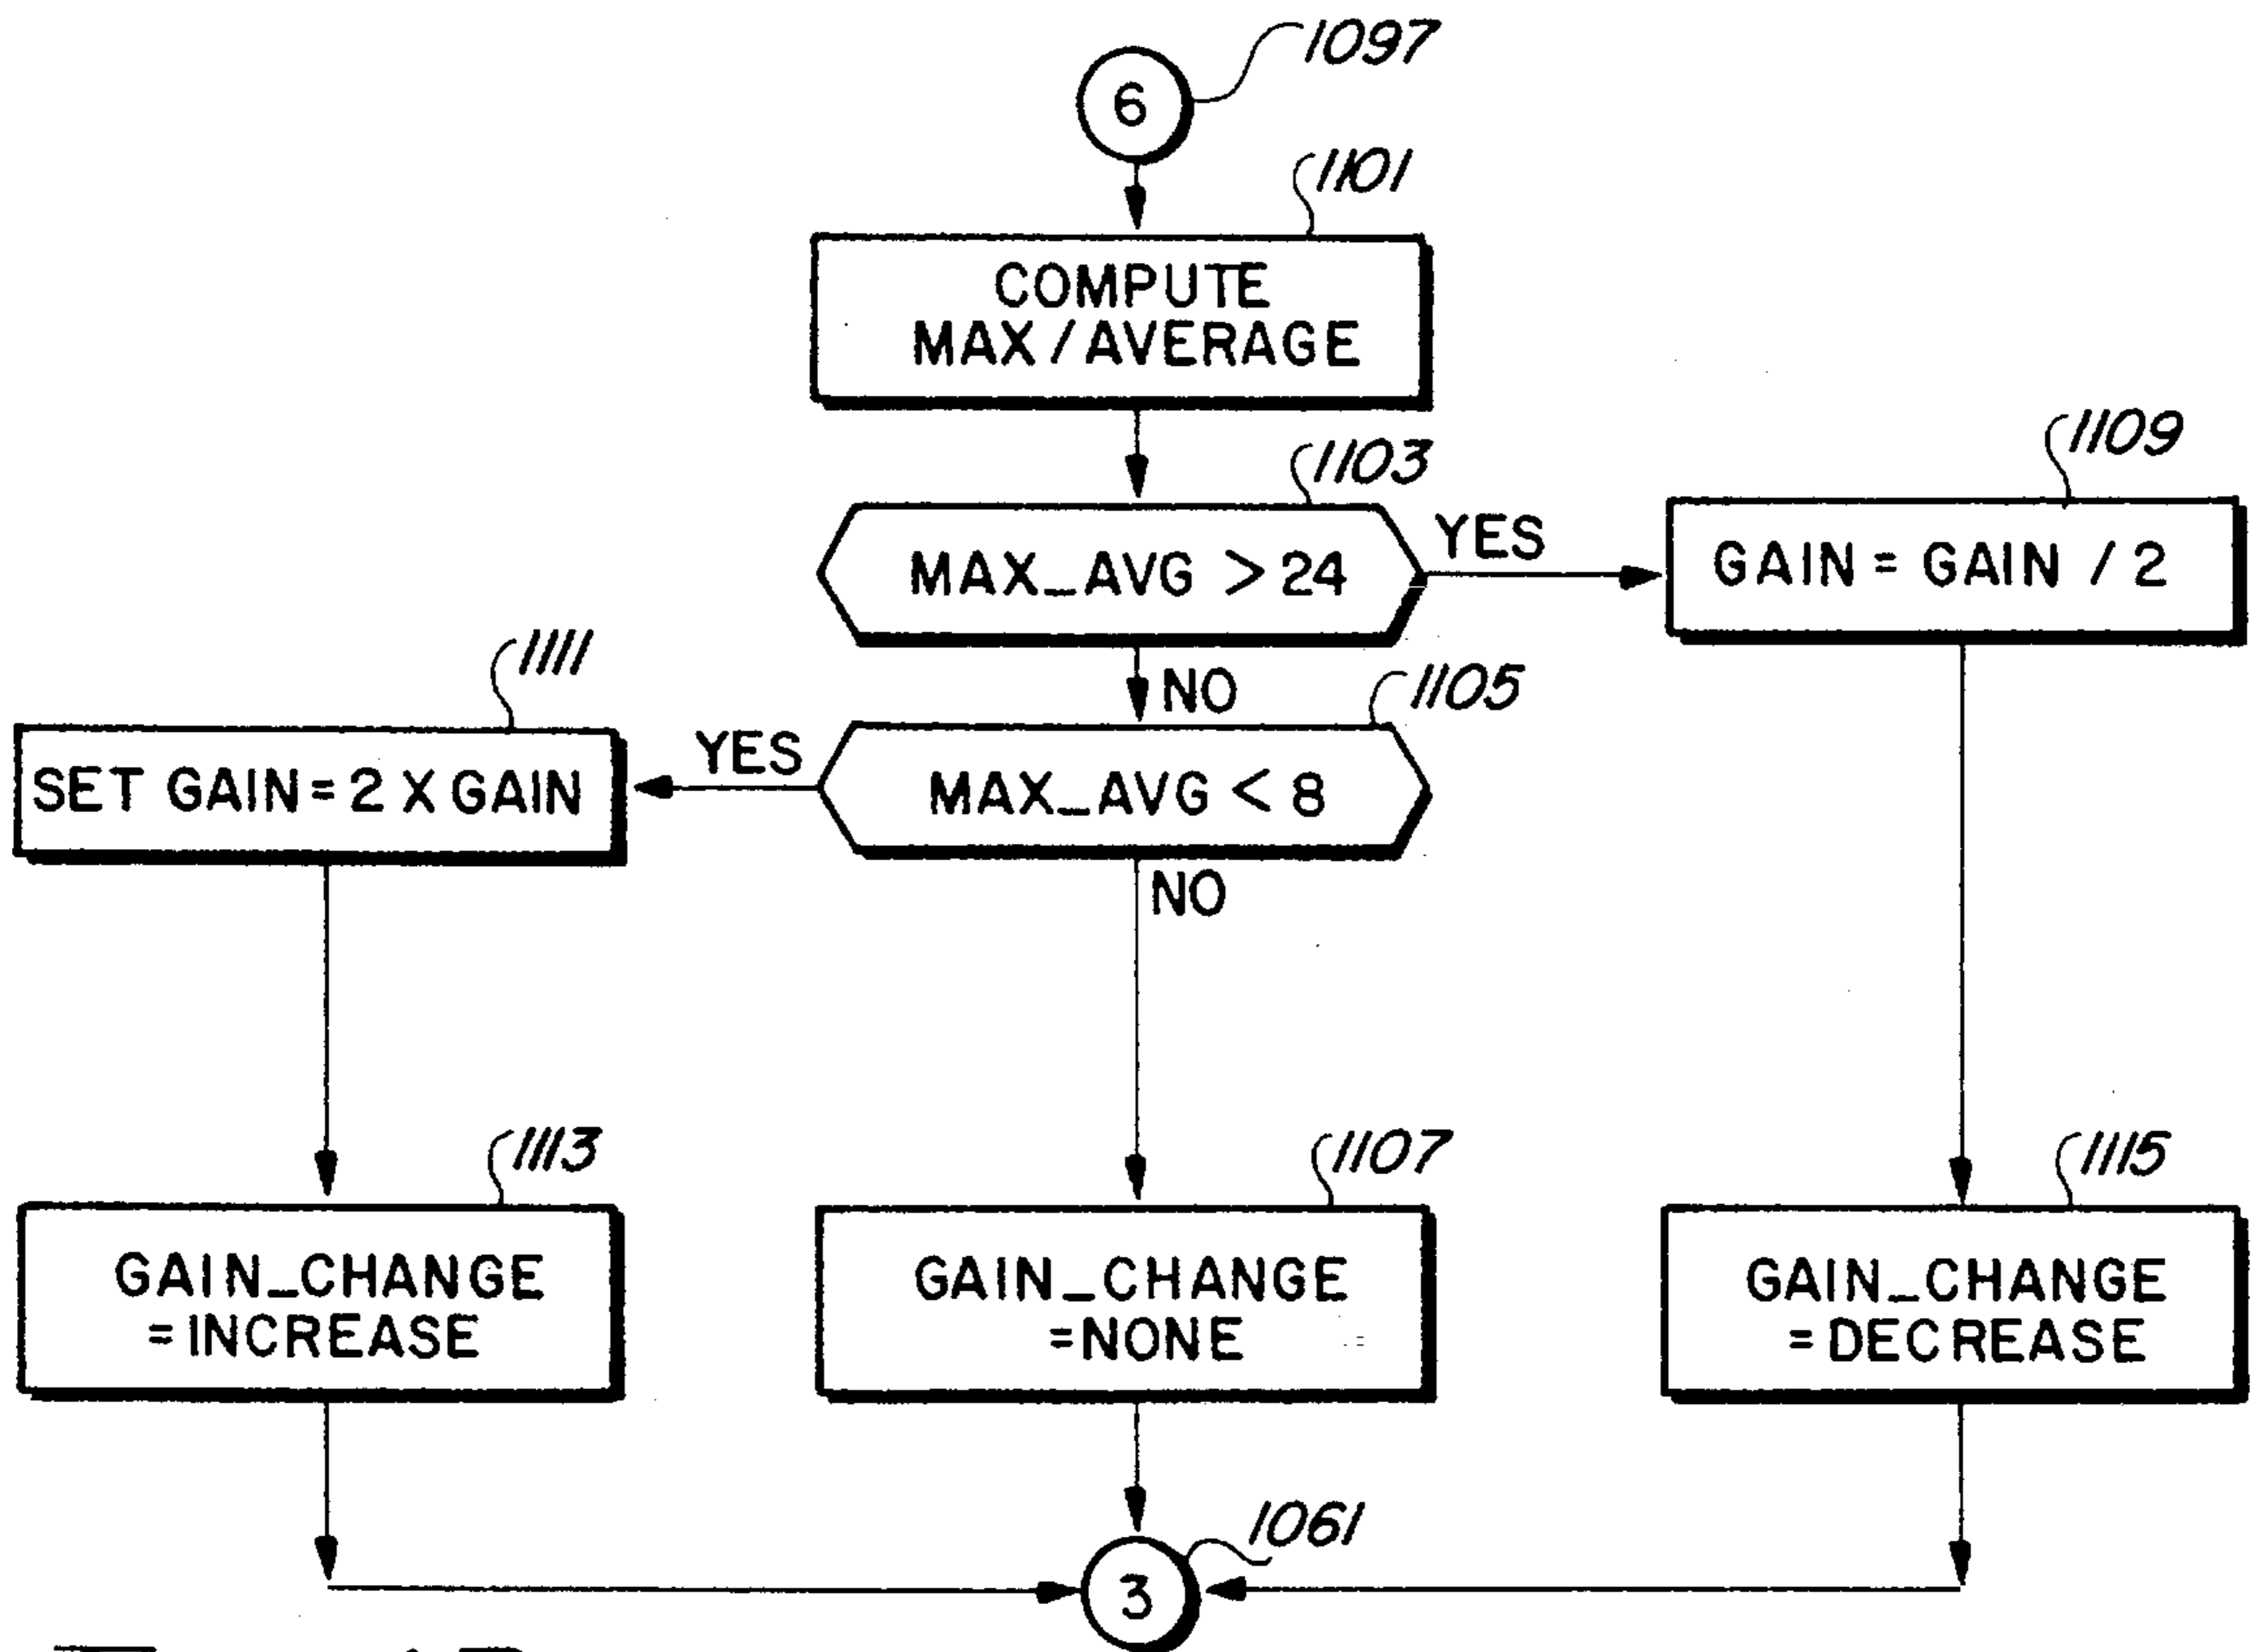 1097
6
1101
COMPUTE
MAX / AVERAGE
1103
MAX_AVG > 24
YES
1109
GAIN = GAIN / 2
NO
1105
1111
SET GAIN = 2 X GAIN
YES
MAX_AVG < 8
NO
1113
GAIN_CHANGE
= INCREASE
1107
GAIN_CHANGE
= NONE
1115
GAIN_CHANGE
= DECREASE
1061
3